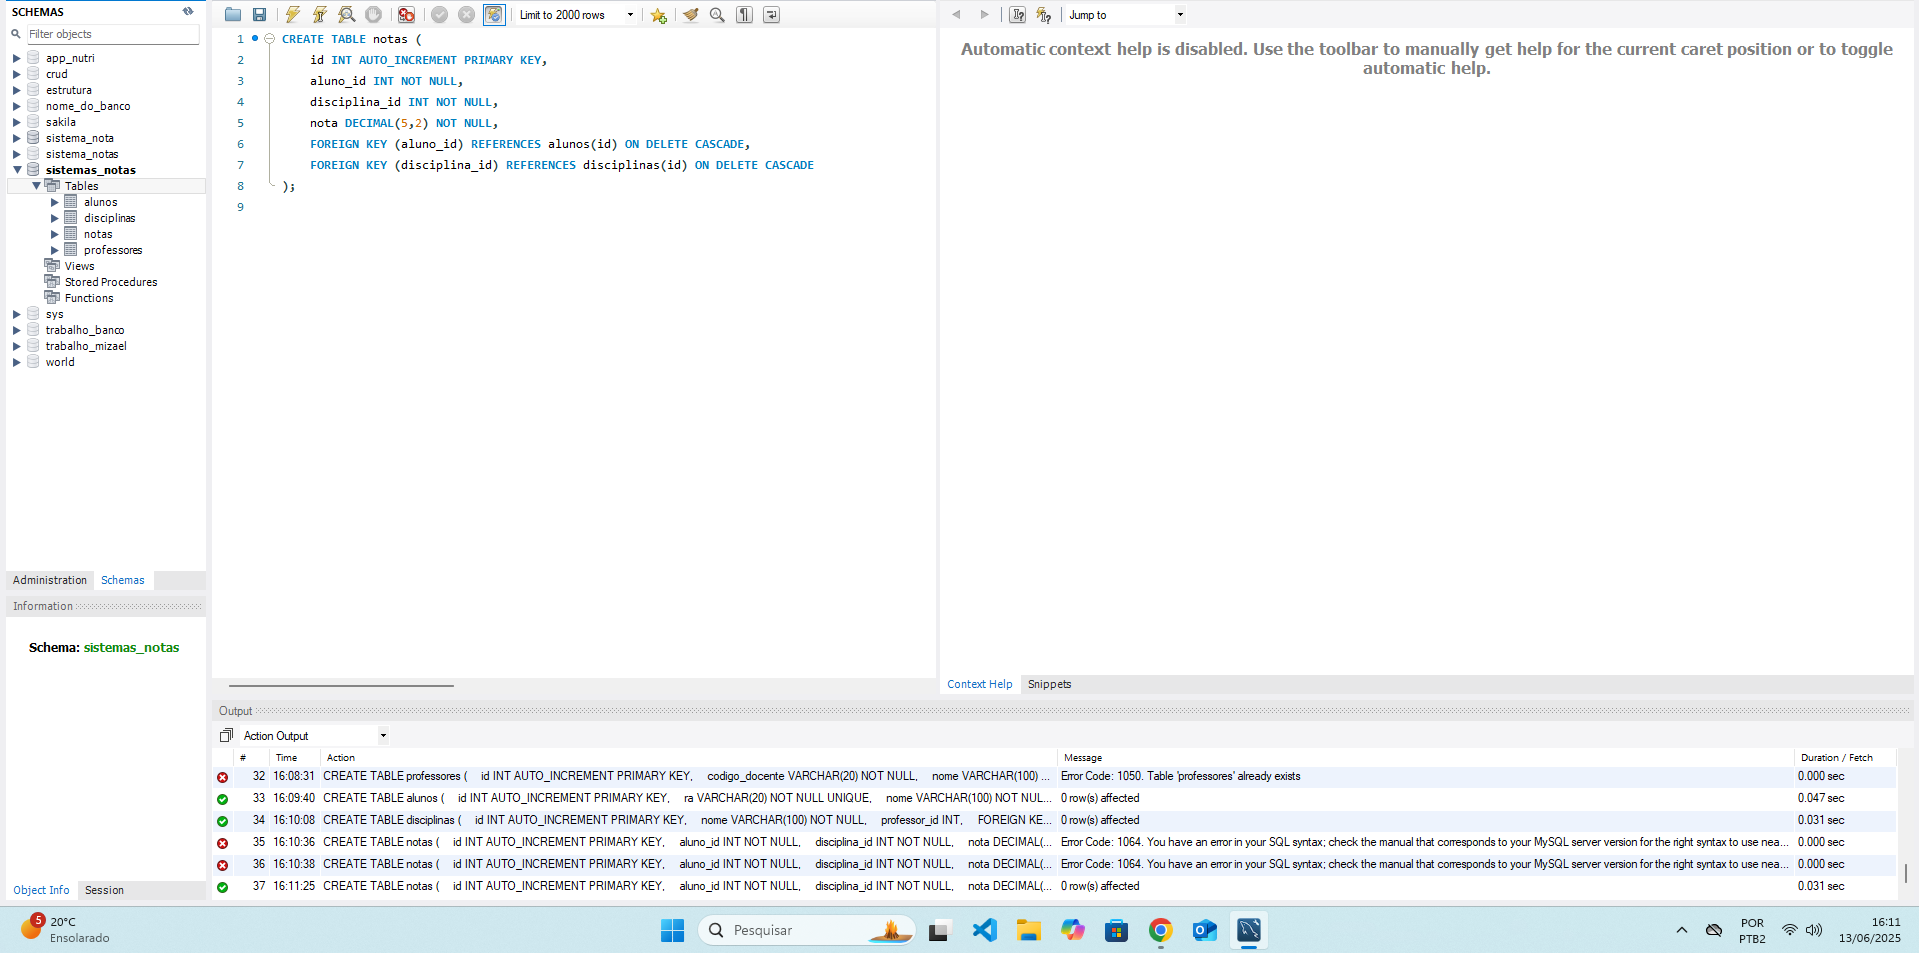 SCHEMAS
Filter objects
app_nutri
crud
estrutura
nome_do_banco
sakila
sistema_nota
sistema_notas
sistemas_notas
Tables
alunos
disciplinas
notas
professores
Views
Stored Procedures
Functions
sys
trabalho_banco
trabalho_mizael
world
Administration Schemas
Information
Schema: sistemas_notas
Object Info Session
Limit to 2000 rows
1 CREATE TABLE notas (
2 id INT AUTO_INCREMENT PRIMARY KEY,
3 aluno_id INT NOT NULL,
4 disciplina_id INT NOT NULL,
5 nota DECIMAL(5,2) NOT NULL,
6 FOREIGN KEY (aluno_id) REFERENCES alunos(id) ON DELETE CASCADE,
7 FOREIGN KEY (disciplina_id) REFERENCES disciplinas(id) ON DELETE CASCADE
8 );
9
Jump to
Automatic context help is disabled. Use the toolbar to manually get help for the current caret position or to toggle
automatic help.
Context Help Snippets
Output
Action Output
# Time Action Message Duration / Fetch
32 16:08:31 CREATE TABLE professores ( id INT AUTO_INCREMENT PRIMARY KEY, codigo_docente VARCHAR(20) NOT NULL, nome VARCHAR(100) ... Error Code: 1050. Table 'professores' already exists 0.000 sec
33 16:09:40 CREATE TABLE alunos ( id INT AUTO_INCREMENT PRIMARY KEY, ra VARCHAR(20) NOT NULL UNIQUE, nome VARCHAR(100) NOT NUL... 0 row(s) affected 0.047 sec
34 16:10:08 CREATE TABLE disciplinas ( id INT AUTO_INCREMENT PRIMARY KEY, nome VARCHAR(100) NOT NULL, professor_id INT, FOREIGN KE... 0 row(s) affected 0.031 sec
35 16:10:36 CREATE TABLE notas ( id INT AUTO_INCREMENT PRIMARY KEY, aluno_id INT NOT NULL, disciplina_id INT NOT NULL, nota DECIMAL(... Error Code: 1064. You have an error in your SQL syntax; check the manual that corresponds to your MySQL server version for the right syntax to use nea... 0.000 sec
36 16:10:38 CREATE TABLE notas ( id INT AUTO_INCREMENT PRIMARY KEY, aluno_id INT NOT NULL, disciplina_id INT NOT NULL, nota DECIMAL(... Error Code: 1064. You have an error in your SQL syntax; check the manual that corresponds to your MySQL server version for the right syntax to use nea... 0.000 sec
37 16:11:25 CREATE TABLE notas ( id INT AUTO_INCREMENT PRIMARY KEY, aluno_id INT NOT NULL, disciplina_id INT NOT NULL, nota DECIMAL(... 0 row(s) affected 0.031 sec
5
20°C
Ensolarado
Pesquisar
POR
PTB2
16:11
13/06/2025